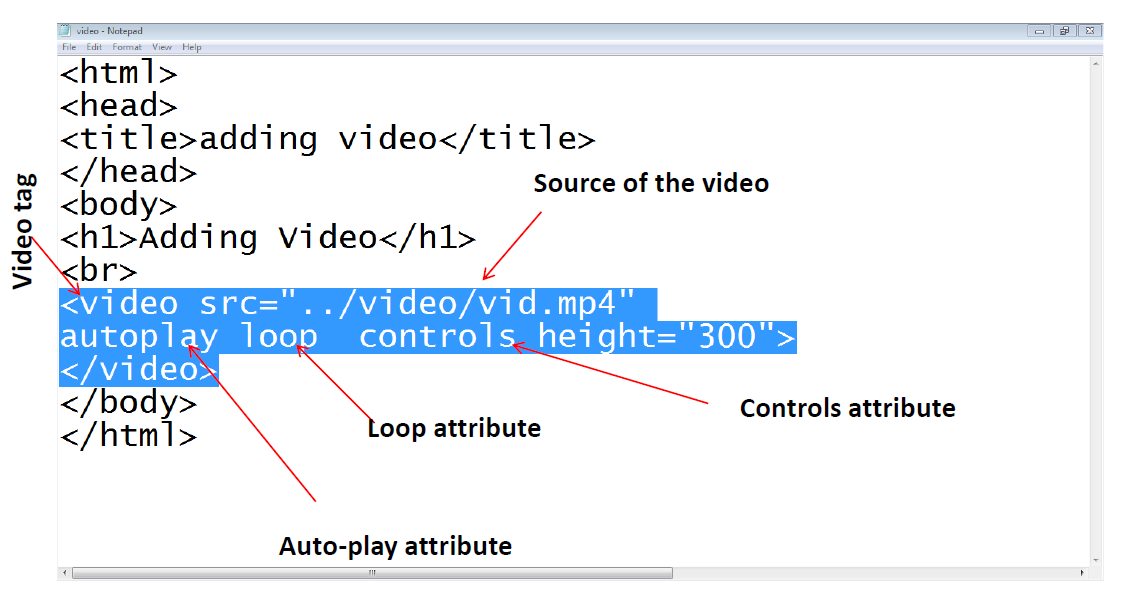 video - Notepad
File Edit Format View Help
<html>
<head>
<title>adding video</title>
</head>
Source of the video
<body>
Video tag
<h1>Adding Video</h1>
<br>
<video src="../video/vid.mp4"
autoplay loop  controls height="300">
</video>
</body>
Controls attribute
Loop attribute
</html>
Auto-play attribute